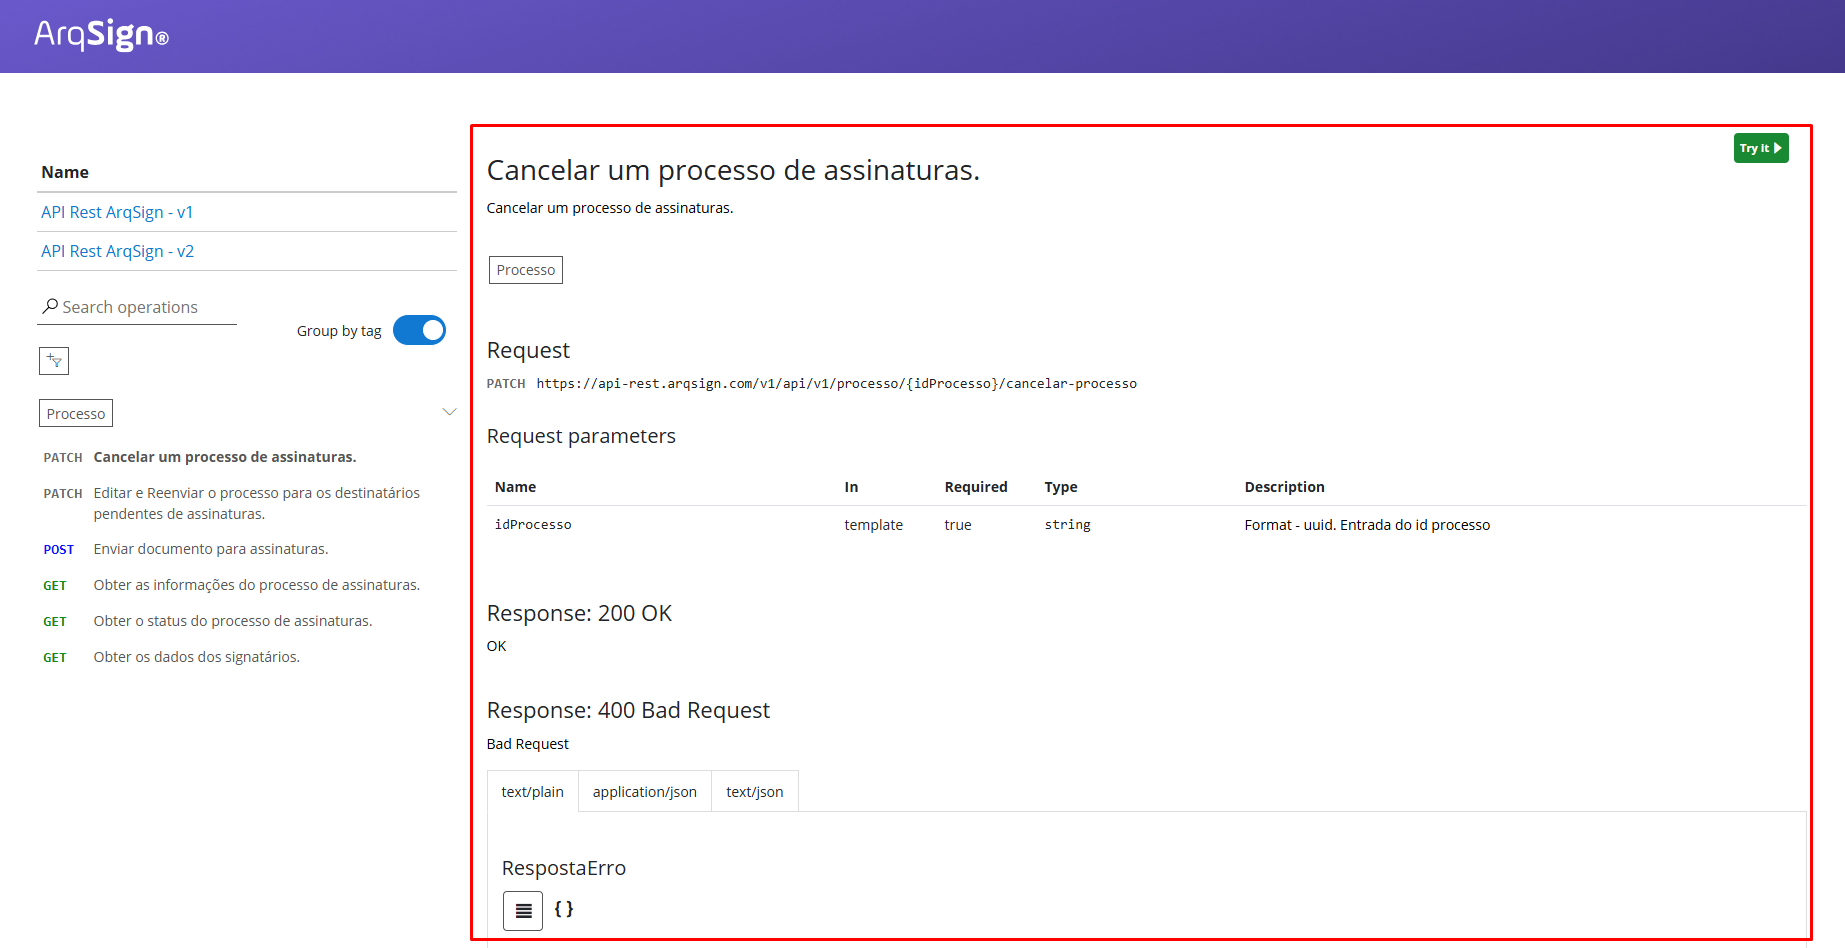 ArqSign®
Name
API Rest ArqSign - v1
API Rest ArqSign - v2
Search operations
Group by tag
Processo
PATCH Cancelar um processo de assinaturas.
PATCH Editar e Reenviar o processo para os destinatários
pendentes de assinaturas.
POST Enviar documento para assinaturas.
GET Obter as informações do processo de assinaturas.
GET Obter o status do processo de assinaturas.
GET Obter os dados dos signatários.
Try it
Cancelar um processo de assinaturas.
Cancelar um processo de assinaturas.
Processo
Request
PATCH https://api-rest.arqsign.com/v1/api/v1/processo/{idProcesso}/cancelar-processo
Request parameters
Name In Required Type Description
idProcesso template true string Format - uuid. Entrada do id processo
Response: 200 OK
OK
Response: 400 Bad Request
Bad Request
text/plain application/json text/json
RespostaErro
{ }